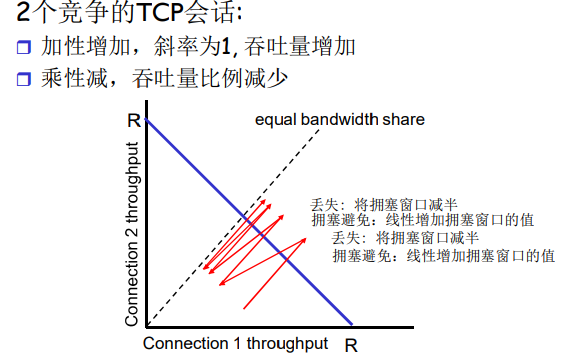 2个竞争的TCP会话:
加性增加，斜率为1, 吞吐量增加
乘性减，吞吐量比例减少
R
equal bandwidth share
Connection 2 throughput
丢失: 将拥塞窗口减半
拥塞避免: 线性增加拥塞窗口的值
丢失: 将拥塞窗口减半
拥塞避免: 线性增加拥塞窗口的值
Connection 1 throughput
R